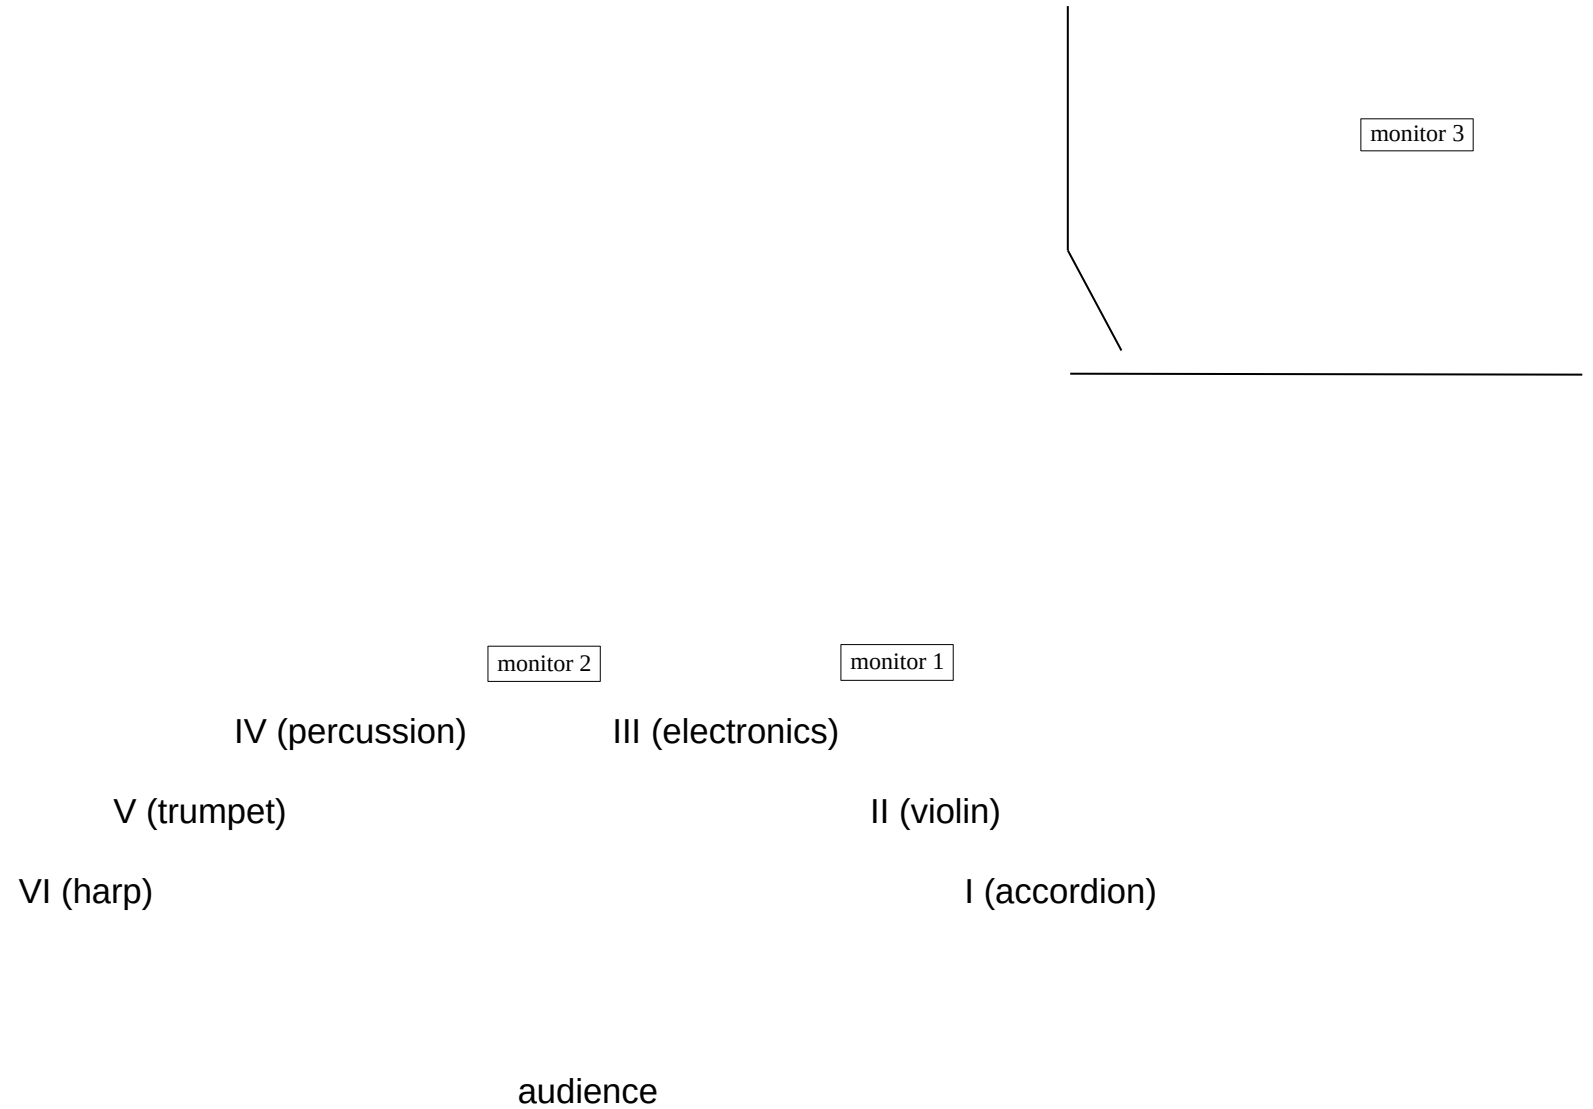 monitor 3
monitor 2
monitor 1
IV (percussion)
III (electronics)
V (trumpet)
II (violin)
VI (harp)
I (accordion)
audience